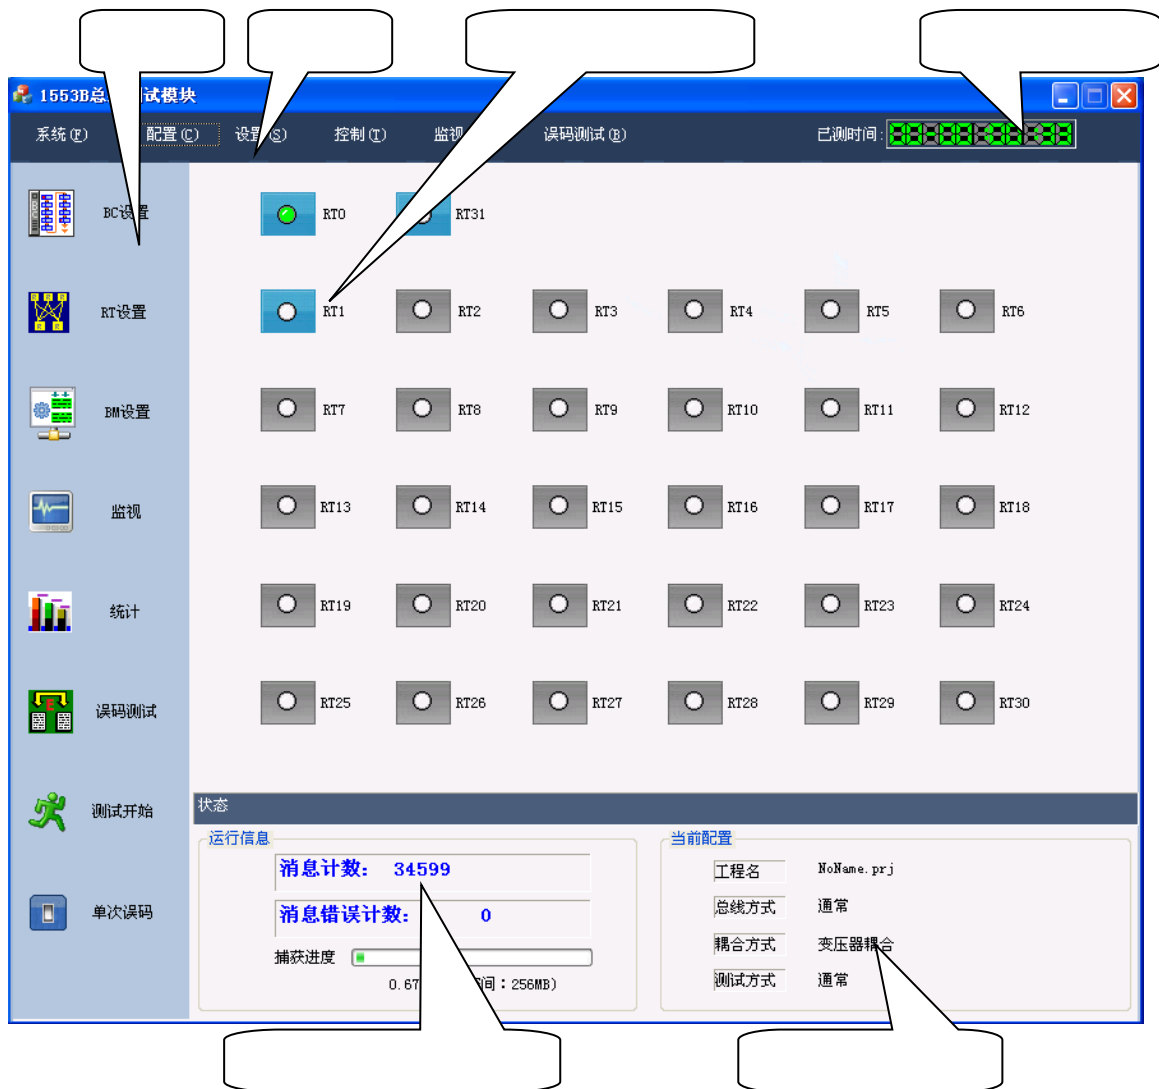 1553B总 试模块
系统(F) 配置(C) 设置(S) 控制(T) 监视 误码测试(B) 已测时间:
BC设置 RT0 RT31
RT设置 RT1 RT2 RT3 RT4 RT5 RT6
BM设置 RT7 RT8 RT9 RT10 RT11 RT12
监视 RT13 RT14 RT15 RT16 RT17 RT18
统计 RT19 RT20 RT21 RT22 RT23 RT24
误码测试 RT25 RT26 RT27 RT28 RT29 RT30
测试开始
单次误码
状态
运行信息
消息计数: 34599
消息错误计数: 0
捕获进度
0.67 间:256MB)
当前配置
工程名 NoName.prj
总线方式 通常
耦合方式 变压器耦合
测试方式 通常